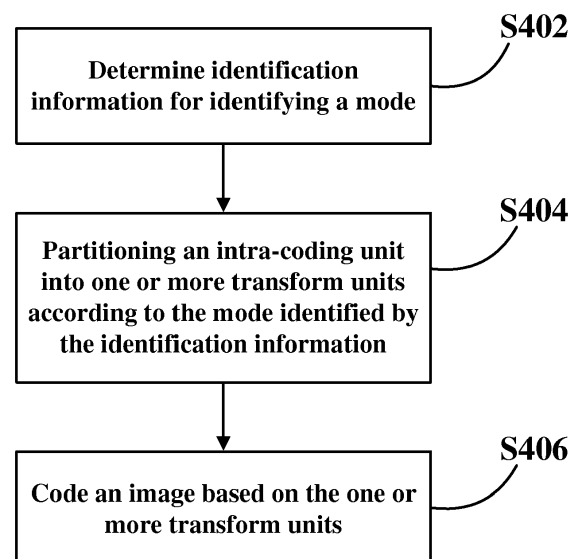 S402
Determine identification
information for identifying a mode
S404
Partitioning an intra-coding unit
into one or more transform units
according to the mode identified by
the identification information
S406
Code an image based on the one or
more transform units